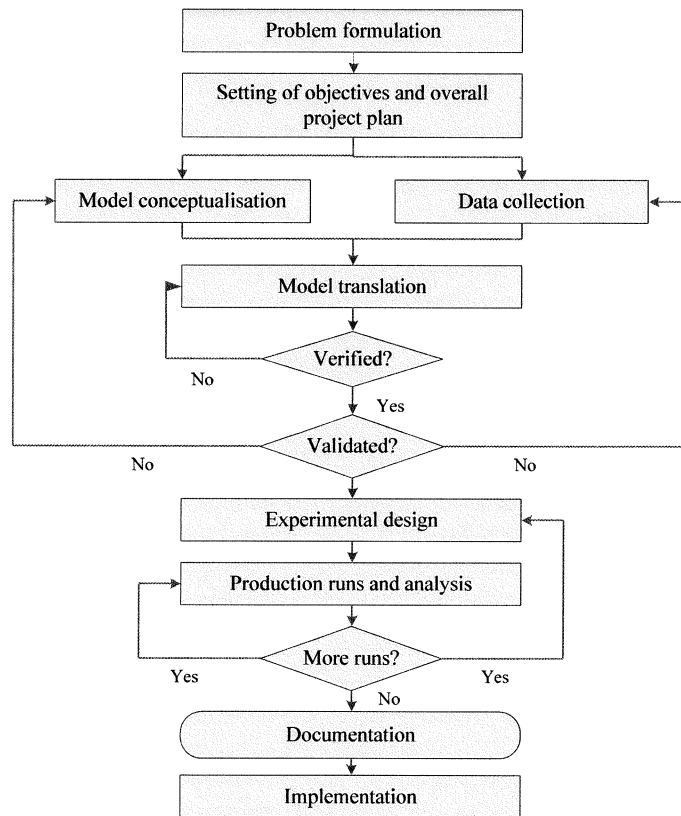 Problem formulation
Setting of objectives and overall
project plan
Model conceptualisation
Data collection
Model translation
Verified?
No
Yes
Validated?
No
No
Experimental design
Production runs and analysis
More runs?
Yes
Yes
No
Documentation
Implementation